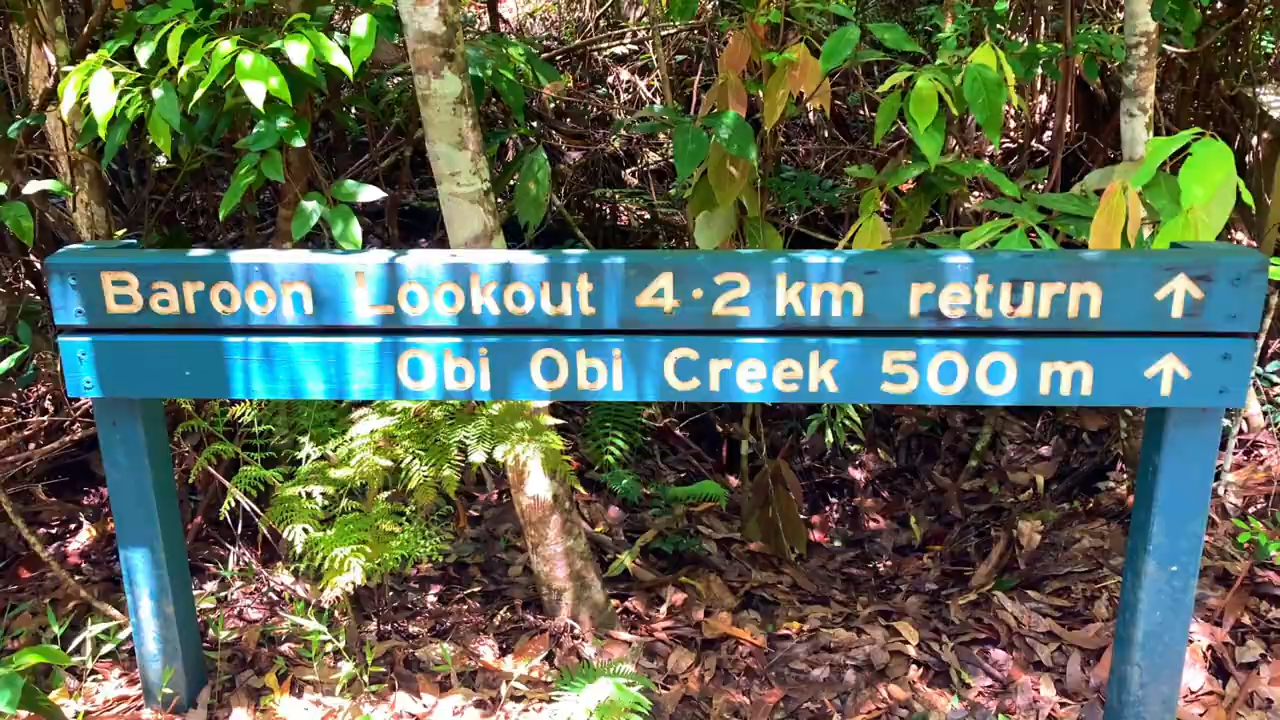 Baroon Lookout 4·2 km return ↑
Obi Obi Creek 500 m ↑